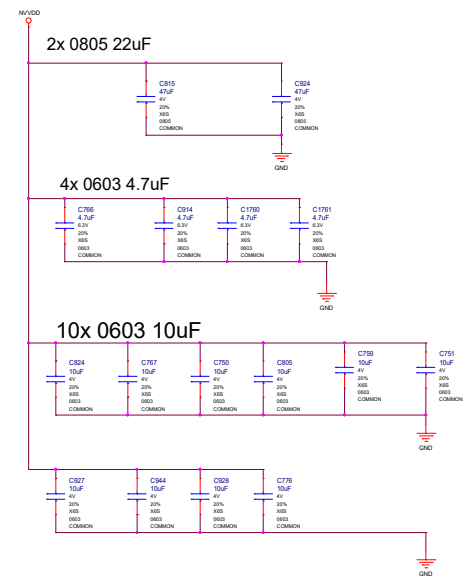 NVVDD
2x 0805 22uF
C815
47uF
4V
20%
X6S
0805
COMMON
C924
47uF
4V
20%
X6S
0805
COMMON
GND
4x 0603 4.7uF
C766
4.7uF
6.3V
20%
X6S
0603
COMMON
C914
4.7uF
6.3V
20%
X6S
0603
COMMON
C1760
4.7uF
6.3V
20%
X6S
0603
COMMON
C1761
4.7uF
6.3V
20%
X6S
0603
COMMON
GND
10x 0603 10uF
C824
10uF
4V
20%
X6S
0603
COMMON
C767
10uF
4V
20%
X6S
0603
COMMON
C750
10uF
4V
20%
X6S
0603
COMMON
C805
10uF
4V
20%
X6S
0603
COMMON
C759
10uF
4V
20%
X6S
0603
COMMON
C751
10uF
4V
20%
X6S
0603
COMMON
GND
C927
10uF
4V
20%
X6S
0603
COMMON
C944
10uF
4V
20%
X6S
0603
COMMON
C928
10uF
4V
20%
X6S
0603
COMMON
C776
10uF
4V
20%
X6S
0603
COMMON
GND